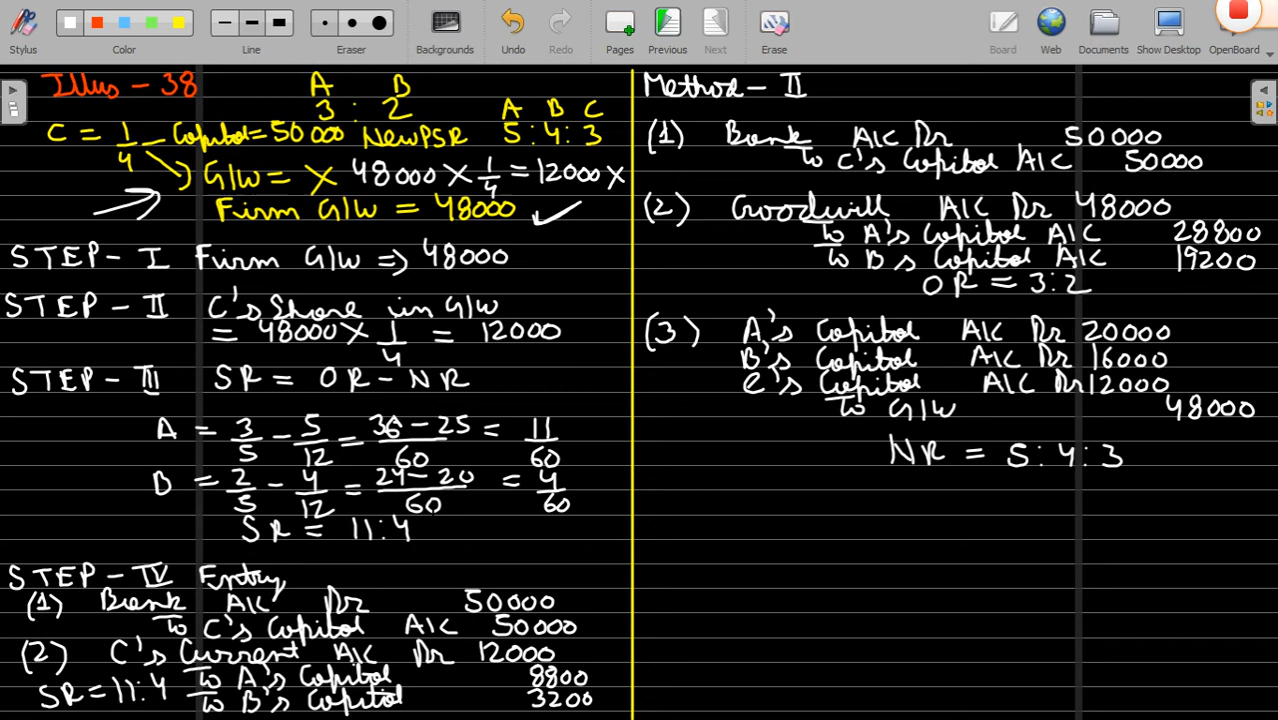 Stylus Color Line Eraser Backgrounds Undo Redo Pages Previous Next Erase Board Web Documents Show Desktop OpenBoard
Illus - 38
A B
3 : 2
A B C
C = 1/4 - Capital = 50000 New PSR 5 : 4 : 3
G/W = × 48000 × 1/4 = 12000 ×
Firm G/W = 48000
STEP - I Firm G/W => 48000
STEP - II C's Share in G/W
= 48000 × 1/4 = 12000
STEP - III SR = OR - NR
A = 3/5 - 5/12 = 36 - 25/60 = 11/60
B = 2/5 - 4/12 = 24 - 20/60 = 4/60
SR = 11:4
STEP - IV Entry
(1) Bank A/C Dr 50000
To C's Capital A/C 50000
(2) C's Current A/C Dr 12000
To A's Capital 8800
SR = 11:4 To B's Capital 3200
Method - II
(1) Bank A/C Dr 50000
To C's Capital A/C 50000
(2) Goodwill A/C Dr 48000
To A's Capital A/C 28800
To B's Capital A/C 19200
OR = 3:2
(3) A's Capital A/C Dr 20000
B's Capital A/C Dr 16000
C's Capital A/C Dr 12000
To G/W 48000
NR = 5:4:3